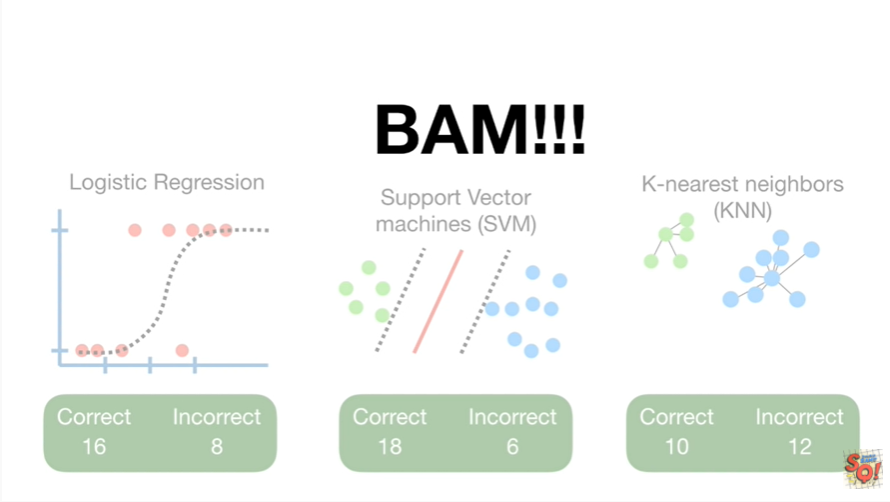 BAM!!!
Logistic Regression
Support Vector
machines (SVM)
K-nearest neighbors
(KNN)
Correct Incorrect
16 8
Correct Incorrect
18 6
Correct Incorrect
10 12
SQ!